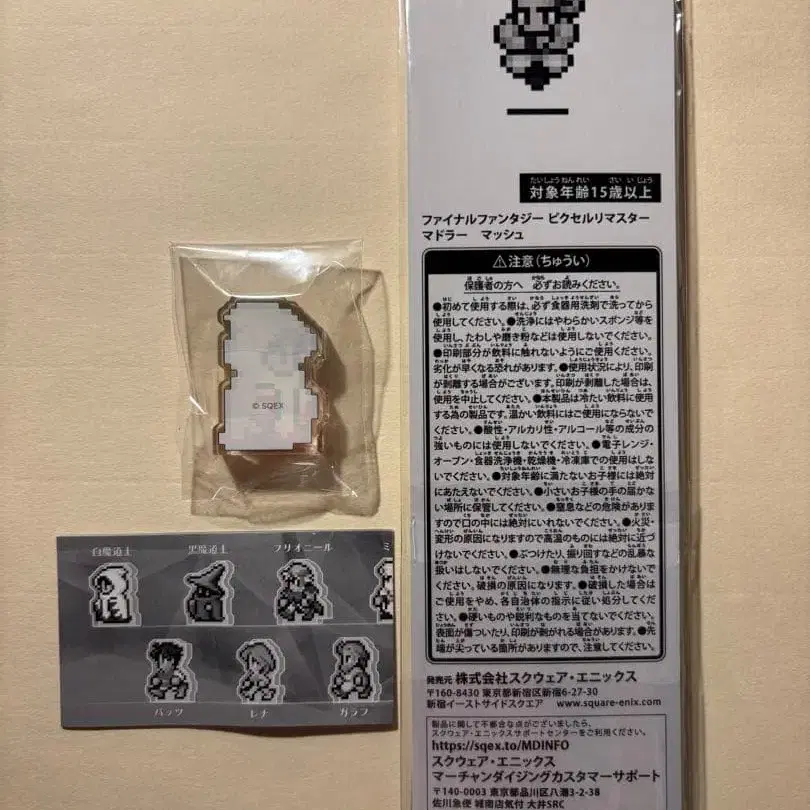 対象年齢15歳以上
たいしょうねんれい さいいじょう
ファイナルファンタジー ピクセルリマスター
マドラー マッシュ
⚠注意(ちゅうい)
保護者の方へ 必ずお読みください。
●初めて使用する際は、必ず食器用洗剤で洗ってから
使用してください。●洗浄にはやわらかいスポンジ等を
使用し、たわしや磨き粉などは使用しないでください。
●印刷部分が飲料に触れないようにご使用ください。
劣化が早くなる恐れがあります。●使用状況により、印刷
が剥離する場合がございます。印刷が剥離した場合は、
使用を中止してください。●本製品は冷たい飲料に使用
する為の製品です。温かい飲料にはご使用にならないで
ください。●酸性・アルカリ性・アルコール等の成分の
強いものには使用しないでください。●電子レンジ・
オーブン・食器洗浄機・乾燥機・冷凍庫での使用はしな
いでください。●対象年齢に満たないお子様には絶対
にあたえないでください。●小さいお子様の手の届かな
い場所に保管してください。●窒息などの危険がありま
すので口の中には絶対にいれないでください。●火災・
変形の原因になりますので高温のものには絶対に近づ
けないでください。●ぶつけたり、振り回すなどの乱暴な
扱いはしないでください。●無理な負担をかけないでく
ださい。破損の原因になります。●破損した場合は
ご使用をやめ、各自治体の指示に従い処分してくだ
さい。●硬いものや鋭利なものを当てないでください。
表面が傷ついたり、印刷が剥がれる場合があります。●先
端が尖っている箇所がありますので、注意してください。
発売元 株式会社スクウェア・エニックス
〒160-8430 東京都新宿区新宿6-27-30
新宿イーストサイドスクエア www.square-enix.com
製品に関して不都合な点がございましたら、
スクウェア・エニックスサポートセンターをご利用ください。
https://sqex.to/MDINFO
スクウェア・エニックス
マーチャンダイジングカスタマーサポート
〒140-0003 東京都品川区八潮3-2-38
佐川急便 城南店気付 大井SRC
© SQEX
白魔道士 黒魔道士 フリオニール ミ
バッツ レナ ガラフ